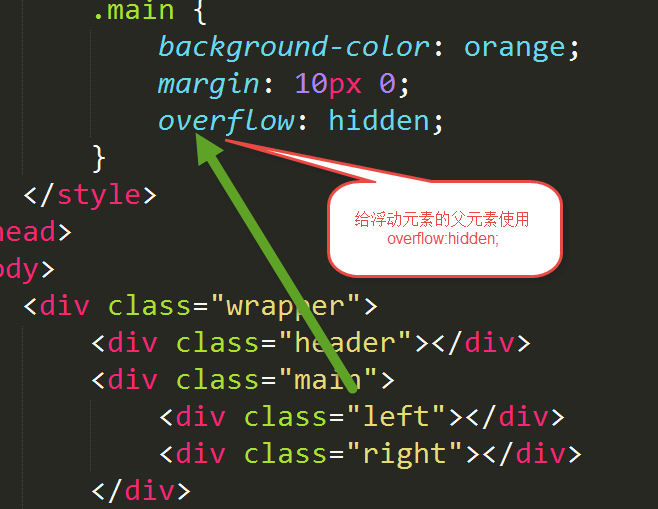 .main {
background-color: orange;
margin: 10px 0;
overflow: hidden;
}
</style>
head>
ody>
<div class="wrapper">
<div class="header"></div>
<div class="main">
<div class="left"></div>
<div class="right"></div>
</div>
给浮动元素的父元素使用
overflow:hidden;